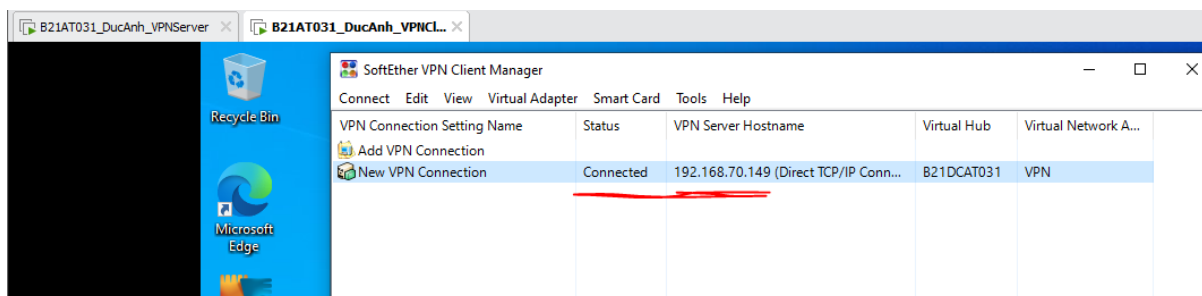 B21AT031_DucAnh_VPNServer B21AT031_DucAnh_VPNCl...
SoftEther VPN Client Manager
Connect Edit View Virtual Adapter Smart Card Tools Help
VPN Connection Setting Name Status VPN Server Hostname Virtual Hub Virtual Network A...
Add VPN Connection
New VPN Connection Connected 192.168.70.149 (Direct TCP/IP Conn... B21DCAT031 VPN
Recycle Bin
Microsoft
Edge